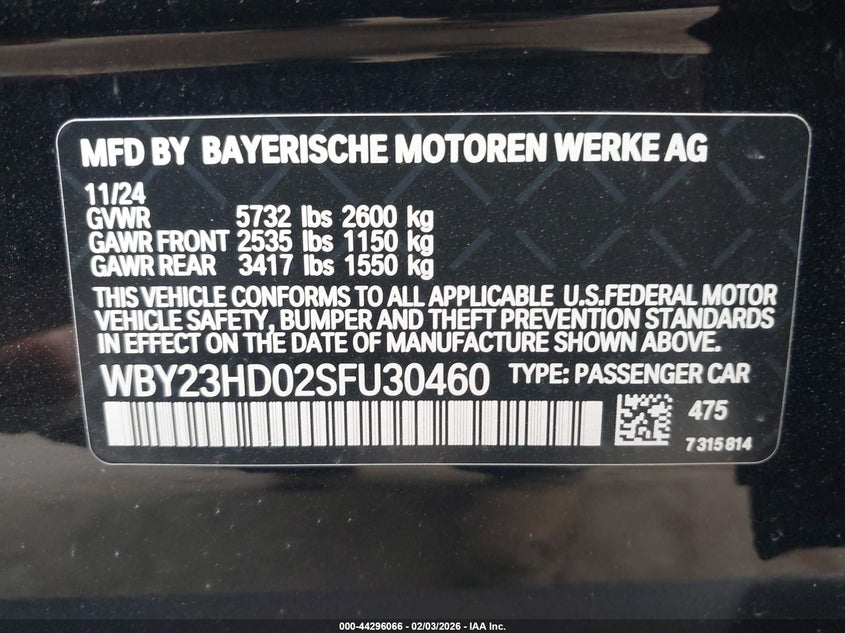 MFD BY BAYERISCHE MOTOREN WERKE AG
11/24
GVWR 5732 lbs 2600 kg
GAWR FRONT 2535 lbs 1150 kg
GAWR REAR 3417 lbs 1550 kg
THIS VEHICLE CONFORMS TO ALL APPLICABLE U.S.FEDERAL MOTOR
VEHICLE SAFETY, BUMPER AND THEFT PREVENTION STANDARDS
IN EFFECT ON THE DATE OF MANUFACTURE SHOWN ABOVE.
WBY23HD02SFU30460 TYPE: PASSENGER CAR
475
7 315 814
000-44296066 - 02/03/2026 - IAA Inc.